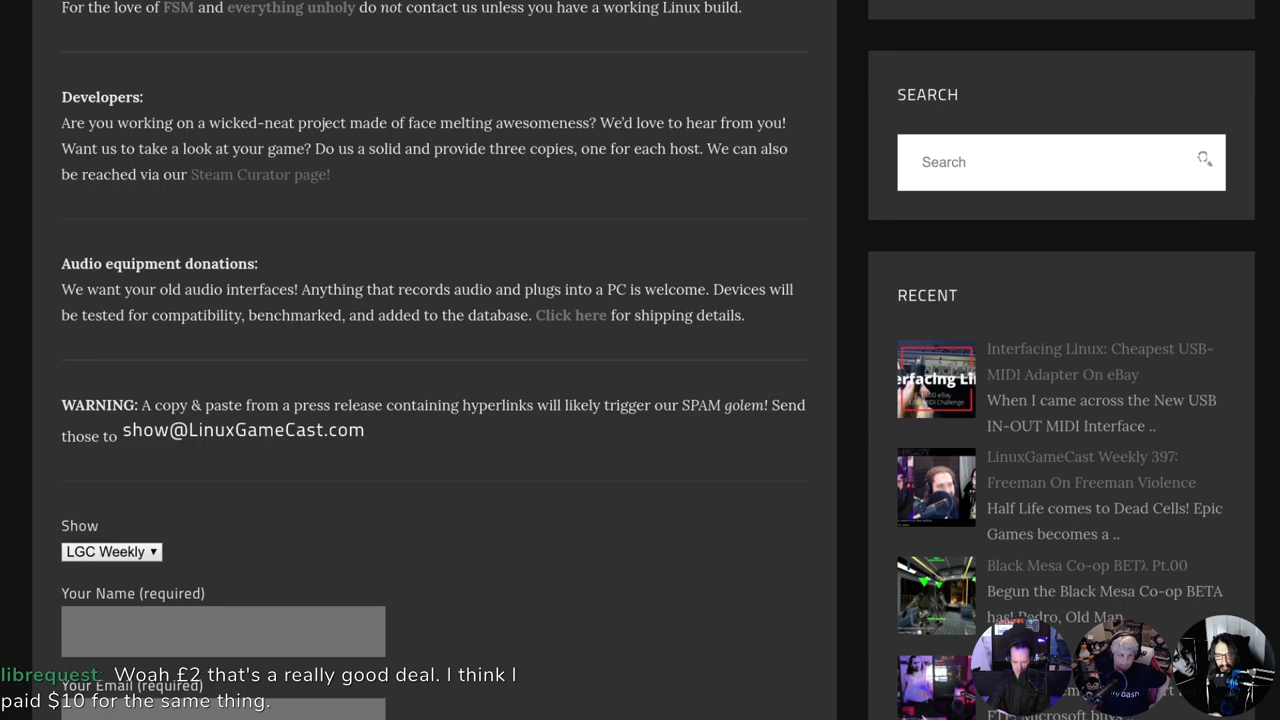 For the love of FSM and everything unholy do not contact us unless you have a working Linux build.
Developers:
Are you working on a wicked-neat project made of face melting awesomeness? We'd love to hear from you!
Want us to take a look at your game? Do us a solid and provide three copies, one for each host. We can also
be reached via our Steam Curator page!
Audio equipment donations:
We want your old audio interfaces! Anything that records audio and plugs into a PC is welcome. Devices will
be tested for compatibility, benchmarked, and added to the database. Click here for shipping details.
WARNING: A copy & paste from a press release containing hyperlinks will likely trigger our SPAM golem! Send
those to show@LinuxGameCast.com
Show
LGC Weekly ▼
Your Name (required)
Your Email (required)
librequest: Woah £2 that's a really good deal. I think I
paid $10 for the same thing.
SEARCH
Search
RECENT
Interfacing Linux: Cheapest USB-
MIDI Adapter On eBay
When I came across the New USB
IN-OUT MIDI Interface ..
LinuxGameCast Weekly 397:
Freeman On Freeman Violence
Half Life comes to Dead Cells! Epic
Games becomes a ..
Black Mesa Co-op BETλ Pt.00
Begun the Black Mesa Co-op BETA
has! Pedro, Old Man